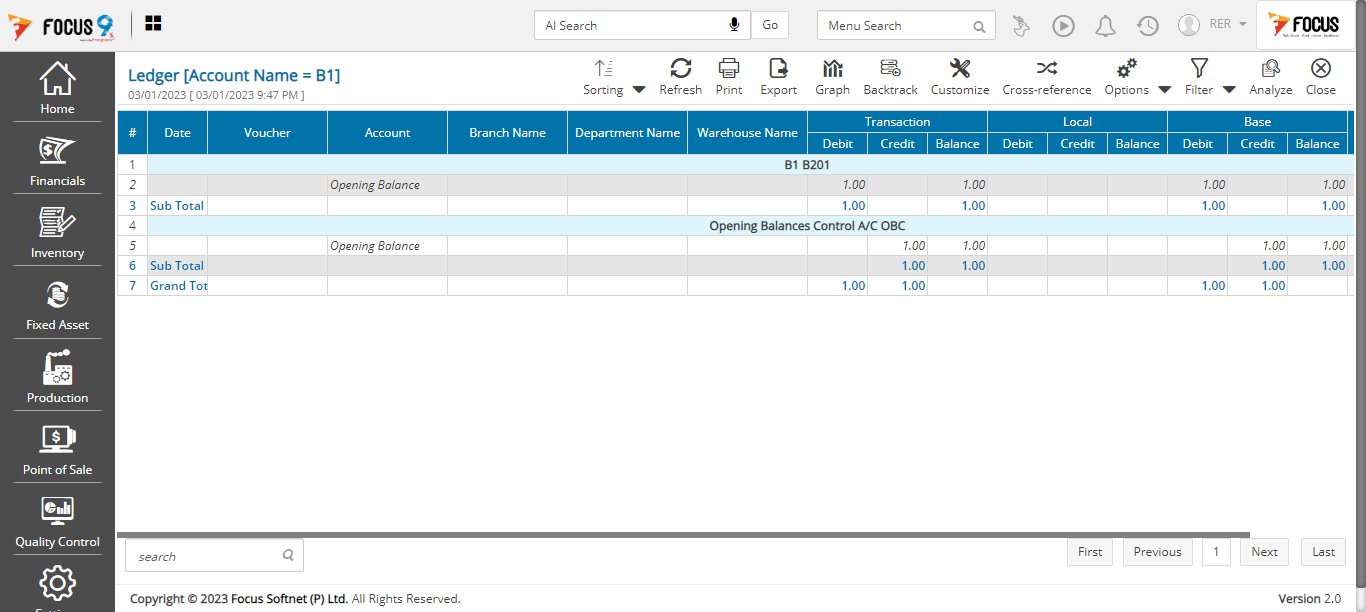 FOCUS 9
AI Search
Go
Menu Search
RER
FOCUS
Home
Financials
Inventory
Fixed Asset
Production
Point of Sale
Quality Control
Ledger [Account Name = B1]
03/01/2023 [ 03/01/2023 9:47 PM ]
Sorting Refresh Print Export Graph Backtrack Customize Cross-reference Options Filter Analyze Close
# Date Voucher Account Branch Name Department Name Warehouse Name Transaction Local Base
Debit Credit Balance Debit Credit Balance Debit Credit Balance
1 B1 B201
2 Opening Balance 1.00 1.00 1.00 1.00
3 Sub Total 1.00 1.00 1.00 1.00
4 Opening Balances Control A/C OBC
5 Opening Balance 1.00 1.00 1.00 1.00
6 Sub Total 1.00 1.00 1.00 1.00
7 Grand Tot 1.00 1.00 1.00 1.00
search
First Previous 1 Next Last
Copyright © 2023 Focus Softnet (P) Ltd. All Rights Reserved.
Version 2.0